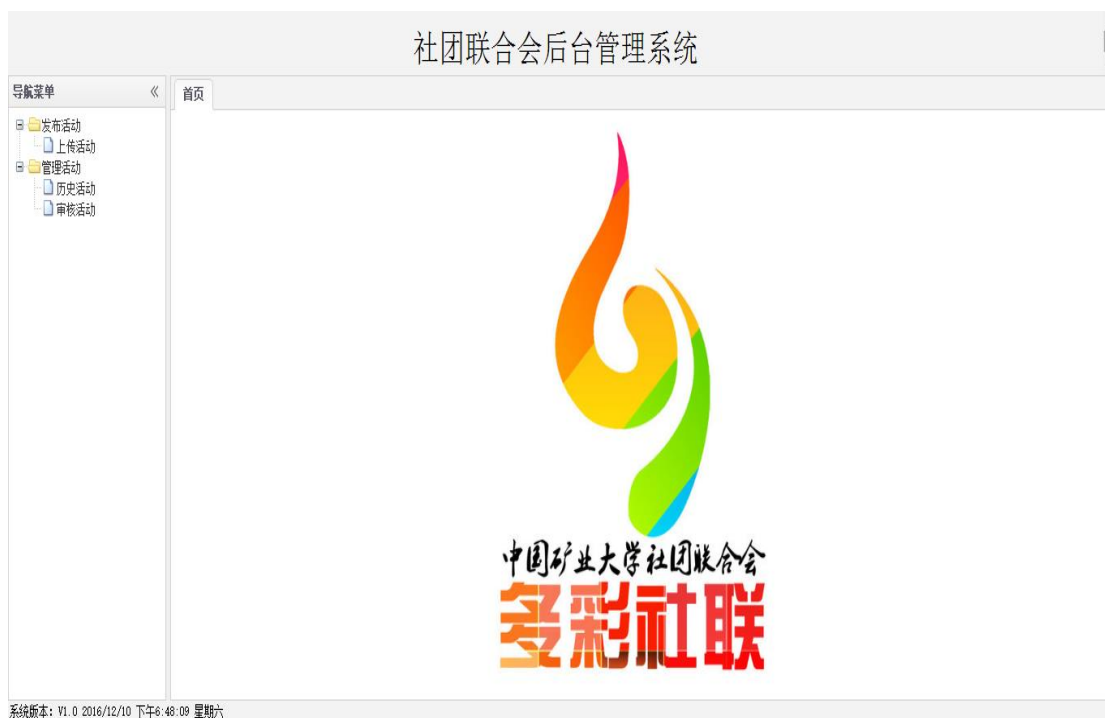 社团联合会后台管理系统
导航菜单
首页
发布活动
上传活动
管理活动
历史活动
审核活动
中国矿业大学社团联合会
多彩社联
系统版本: V1.0 2016/12/10 下午6:48:09 星期六